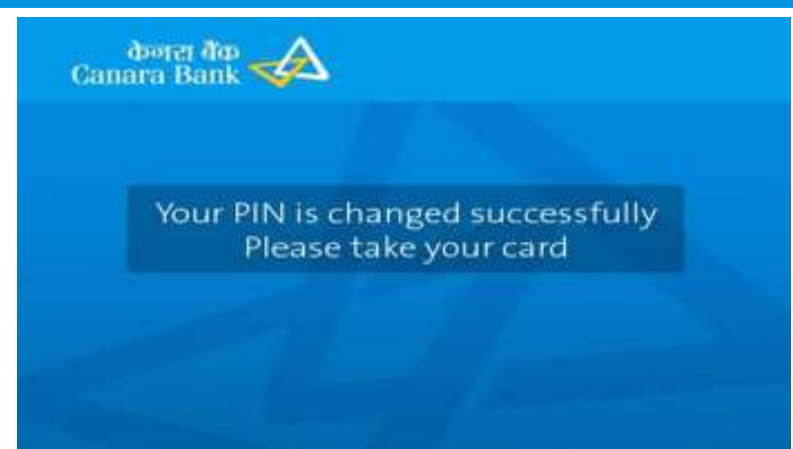 केनरा बैंक
Canara Bank
Your PIN is changed successfully
Please take your card